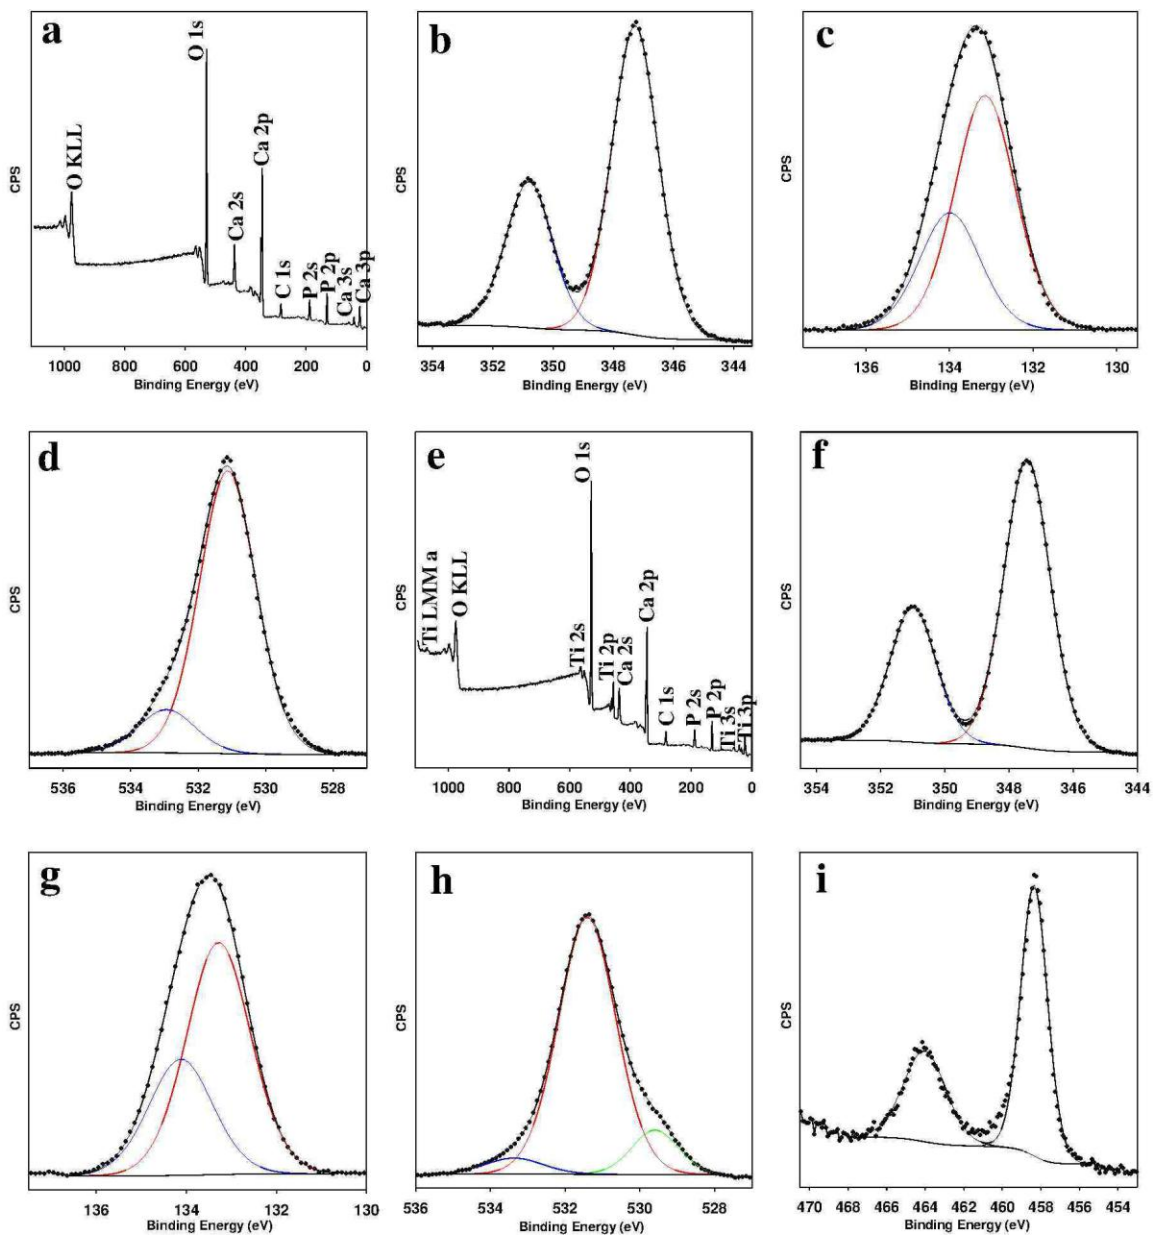 a
O KLL
O 1s
Ca 2s
Ca 2p
C 1s
P 2s
P 2p
Ca 3s
Ca 3p
CPS
1000 800 600 400 200 0
Binding Energy (eV)
b
CPS
354 352 350 348 346 344
Binding Energy (eV)
c
CPS
136 134 132 130
Binding Energy (eV)
d
CPS
536 534 532 530 528
Binding Energy (eV)
e
Ti LMM a
O KLL
Ti 2s
O 1s
Ti 2p
Ca 2s
Ca 2p
C 1s
P 2s
P 2p
Ti 3s
Ti 3p
CPS
1000 800 600 400 200 0
Binding Energy (eV)
f
CPS
354 352 350 348 346 344
Binding Energy (eV)
g
CPS
136 134 132 130
Binding Energy (eV)
h
CPS
536 534 532 530 528
Binding Energy (eV)
i
CPS
470 468 466 464 462 460 458 456 454
Binding Energy (eV)